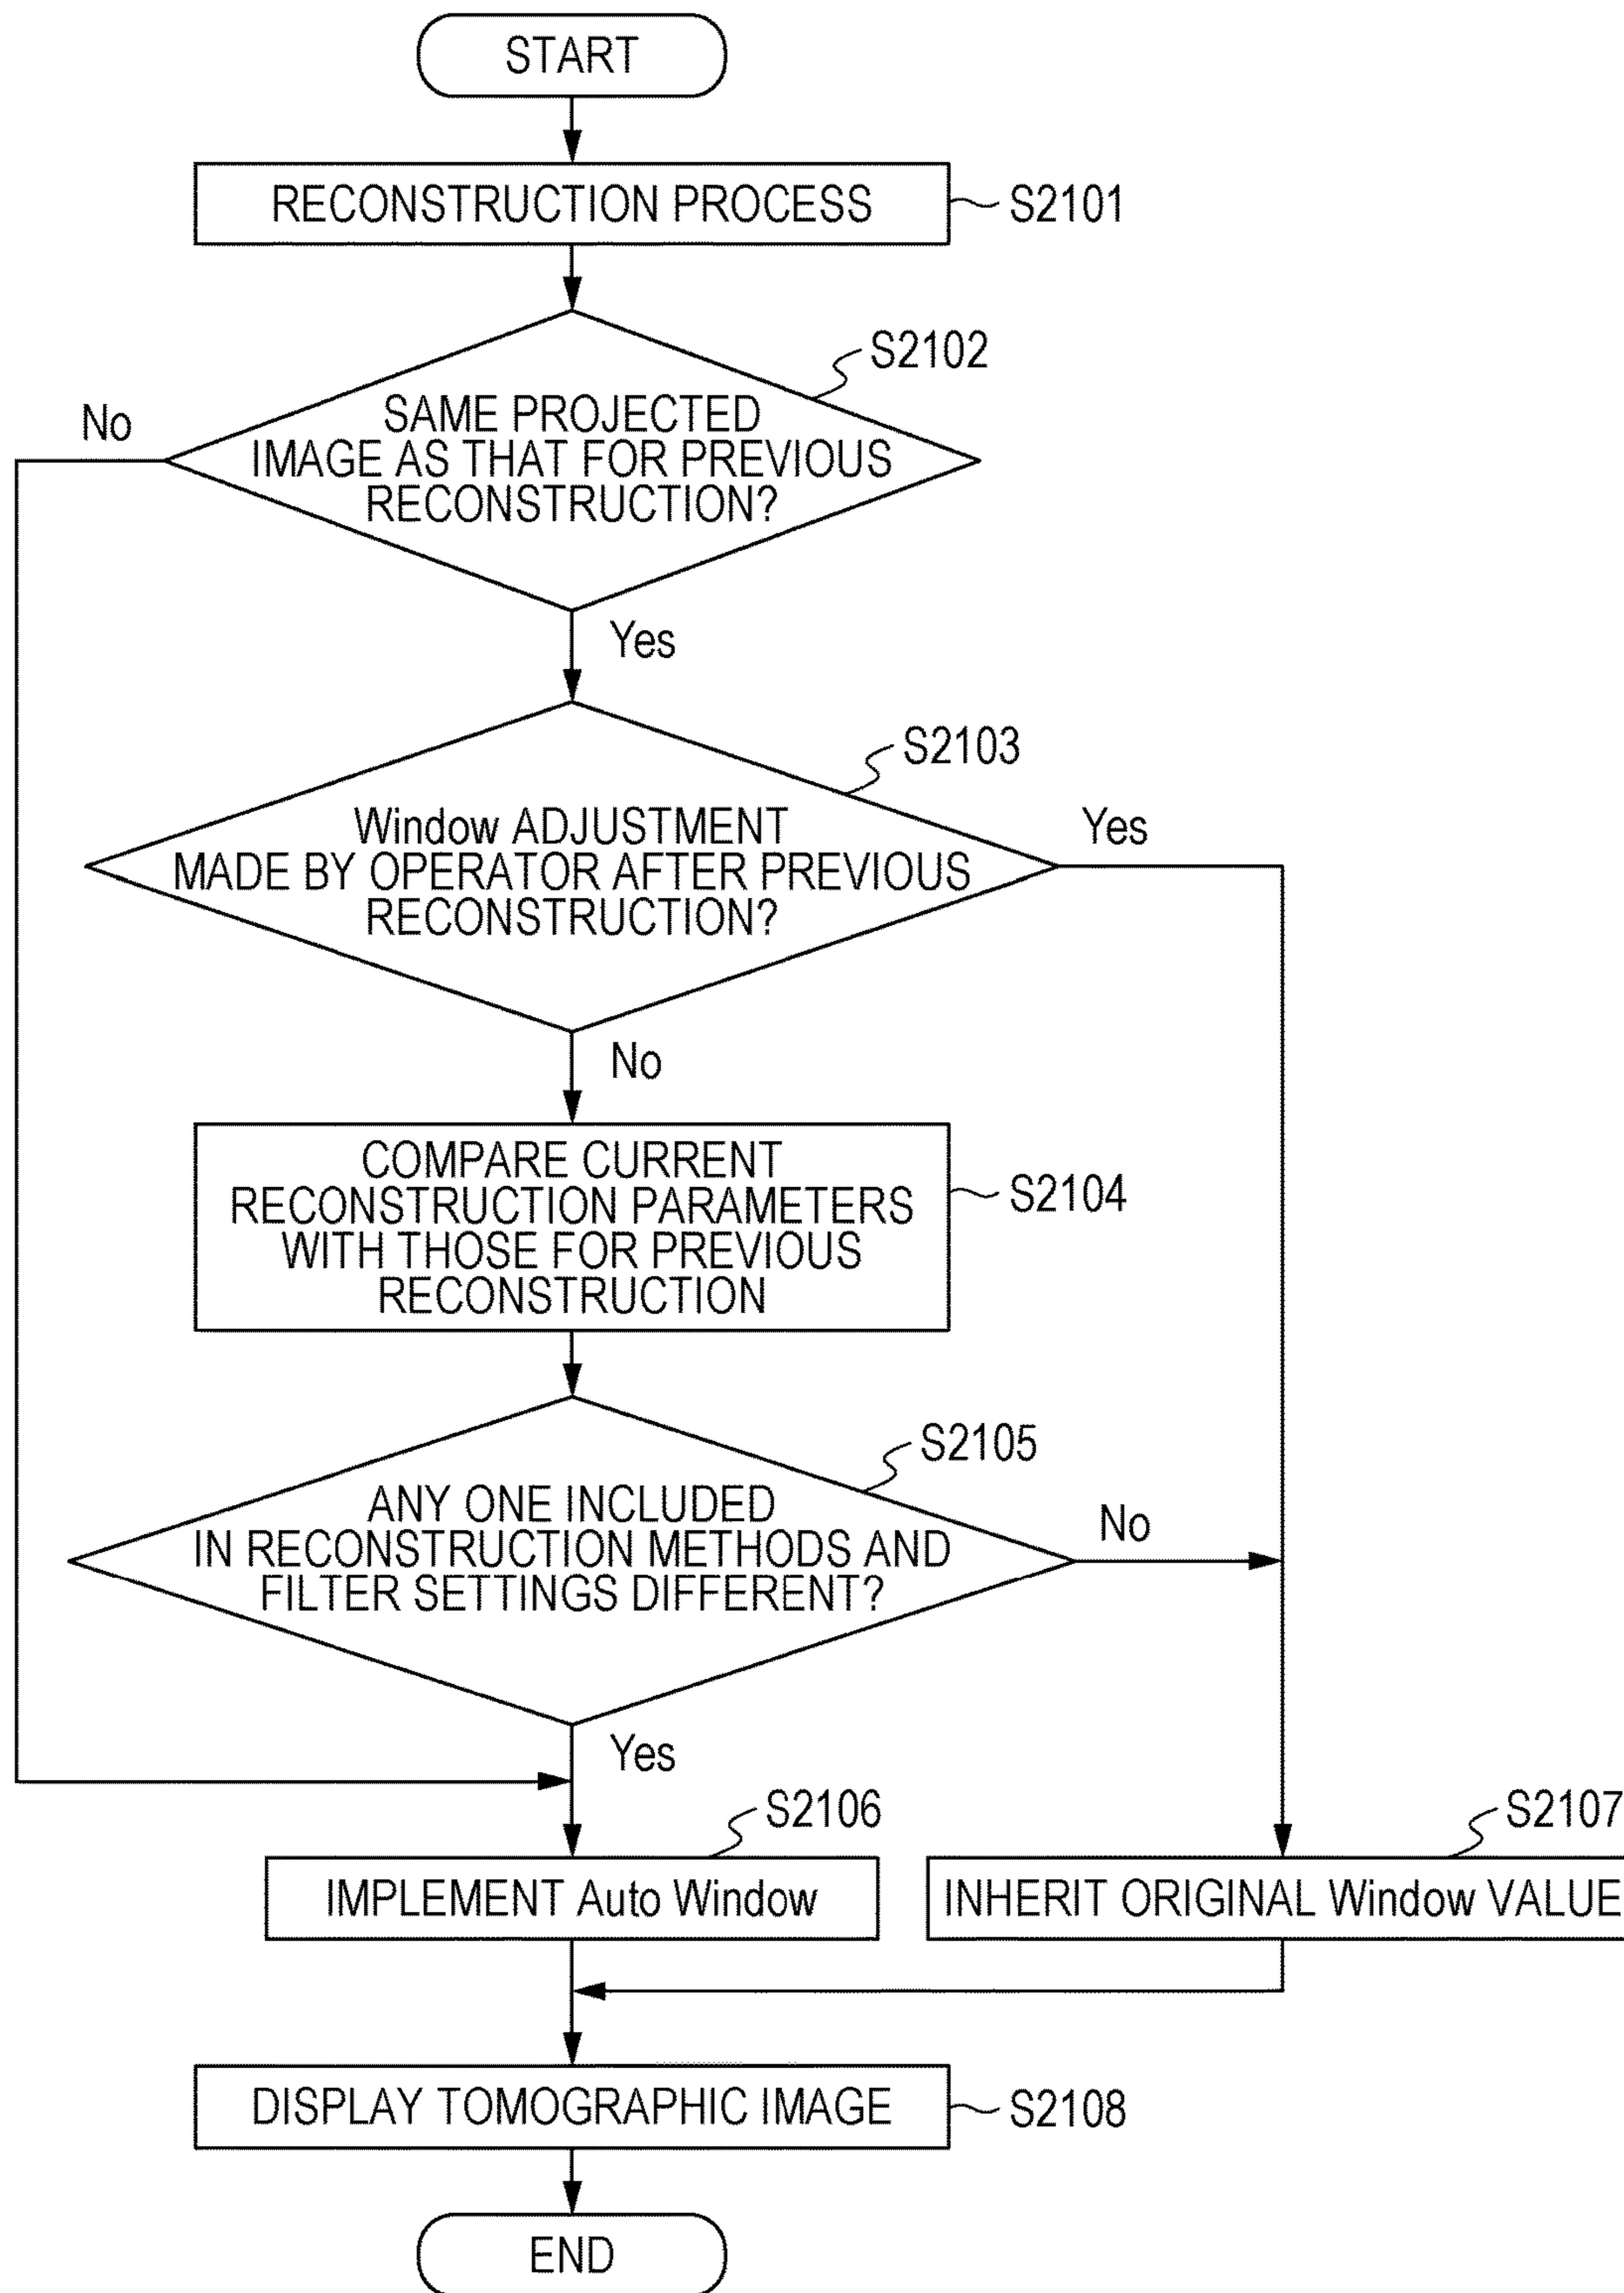 START
RECONSTRUCTION PROCESS
S2101
S2102
No
SAME PROJECTED
IMAGE AS THAT FOR PREVIOUS
RECONSTRUCTION?
Yes
S2103
Window ADJUSTMENT
MADE BY OPERATOR AFTER PREVIOUS
RECONSTRUCTION?
Yes
No
COMPARE CURRENT
RECONSTRUCTION PARAMETERS
WITH THOSE FOR PREVIOUS
RECONSTRUCTION
S2104
S2105
ANY ONE INCLUDED
IN RECONSTRUCTION METHODS AND
FILTER SETTINGS DIFFERENT?
No
Yes
S2106
S2107
IMPLEMENT Auto Window
INHERIT ORIGINAL Window VALUE
DISPLAY TOMOGRAPHIC IMAGE
S2108
END